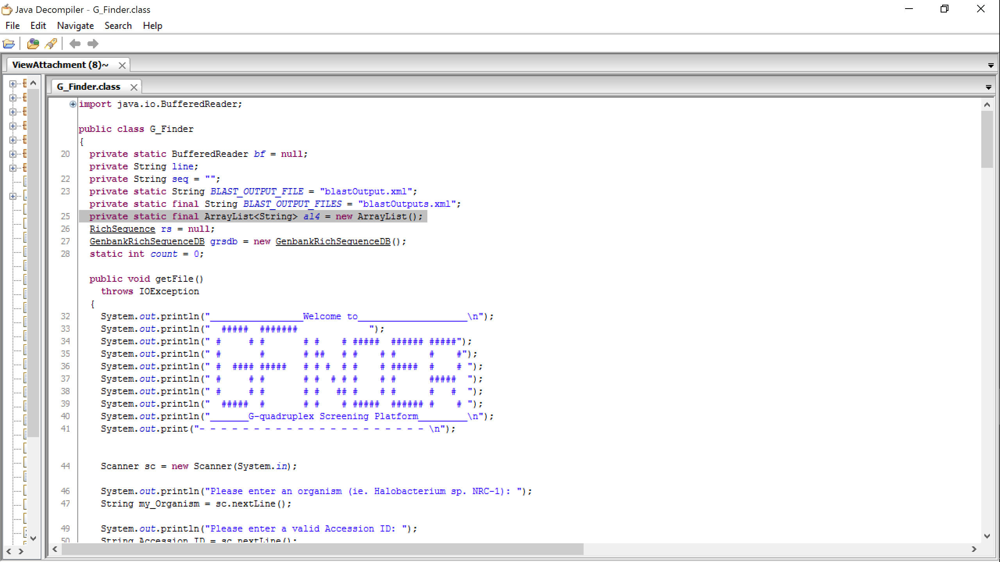 Java Decompiler - G_Finder.class
File Edit Navigate Search Help
ViewAttachment (8)~
G_Finder.class
import java.io.BufferedReader;
public class G_Finder
{
20 private static BufferedReader bf = null;
private String line;
22 private String seq = "";
23 private static String BLAST_OUTPUT_FILE = "blastOutput.xml";
private static final String BLAST_OUTPUT_FILES = "blastOutputs.xml";
25 private static final ArrayList<String> al4 = new ArrayList();
26 RichSequence rs = null;
27 GenbankRichSequenceDB grsdb = new GenbankRichSequenceDB();
28 static int count = 0;
public void getFile()
throws IOException
{
32 System.out.println("_________________Welcome to____________________\n");
33 System.out.println("  #####  #######             ");
34 System.out.println(" #     # #       # #    # #####  ###### #####");
35 System.out.println(" #       #       # ##   # #    # #      #    #");
36 System.out.println(" #  #### #####   # # #  # #    # #####  #    # ");
37 System.out.println(" #     # #       # #  # # #    # #      #####  ");
38 System.out.println(" #     # #       # #   ## #    # #      #   #  ");
39 System.out.println("  #####  #       # #    # #####  ###### #    # ");
40 System.out.println("_______G-quadruplex Screening Platform_________\n");
41 System.out.print("- - - - - - - - - - - - - - - - - - - - - \n");
44 Scanner sc = new Scanner(System.in);
46 System.out.println("Please enter an organism (ie. Halobacterium sp. NRC-1): ");
47 String my_Organism = sc.nextLine();
49 System.out.println("Please enter a valid Accession ID: ");
50 String Accession_ID = sc.nextLine();